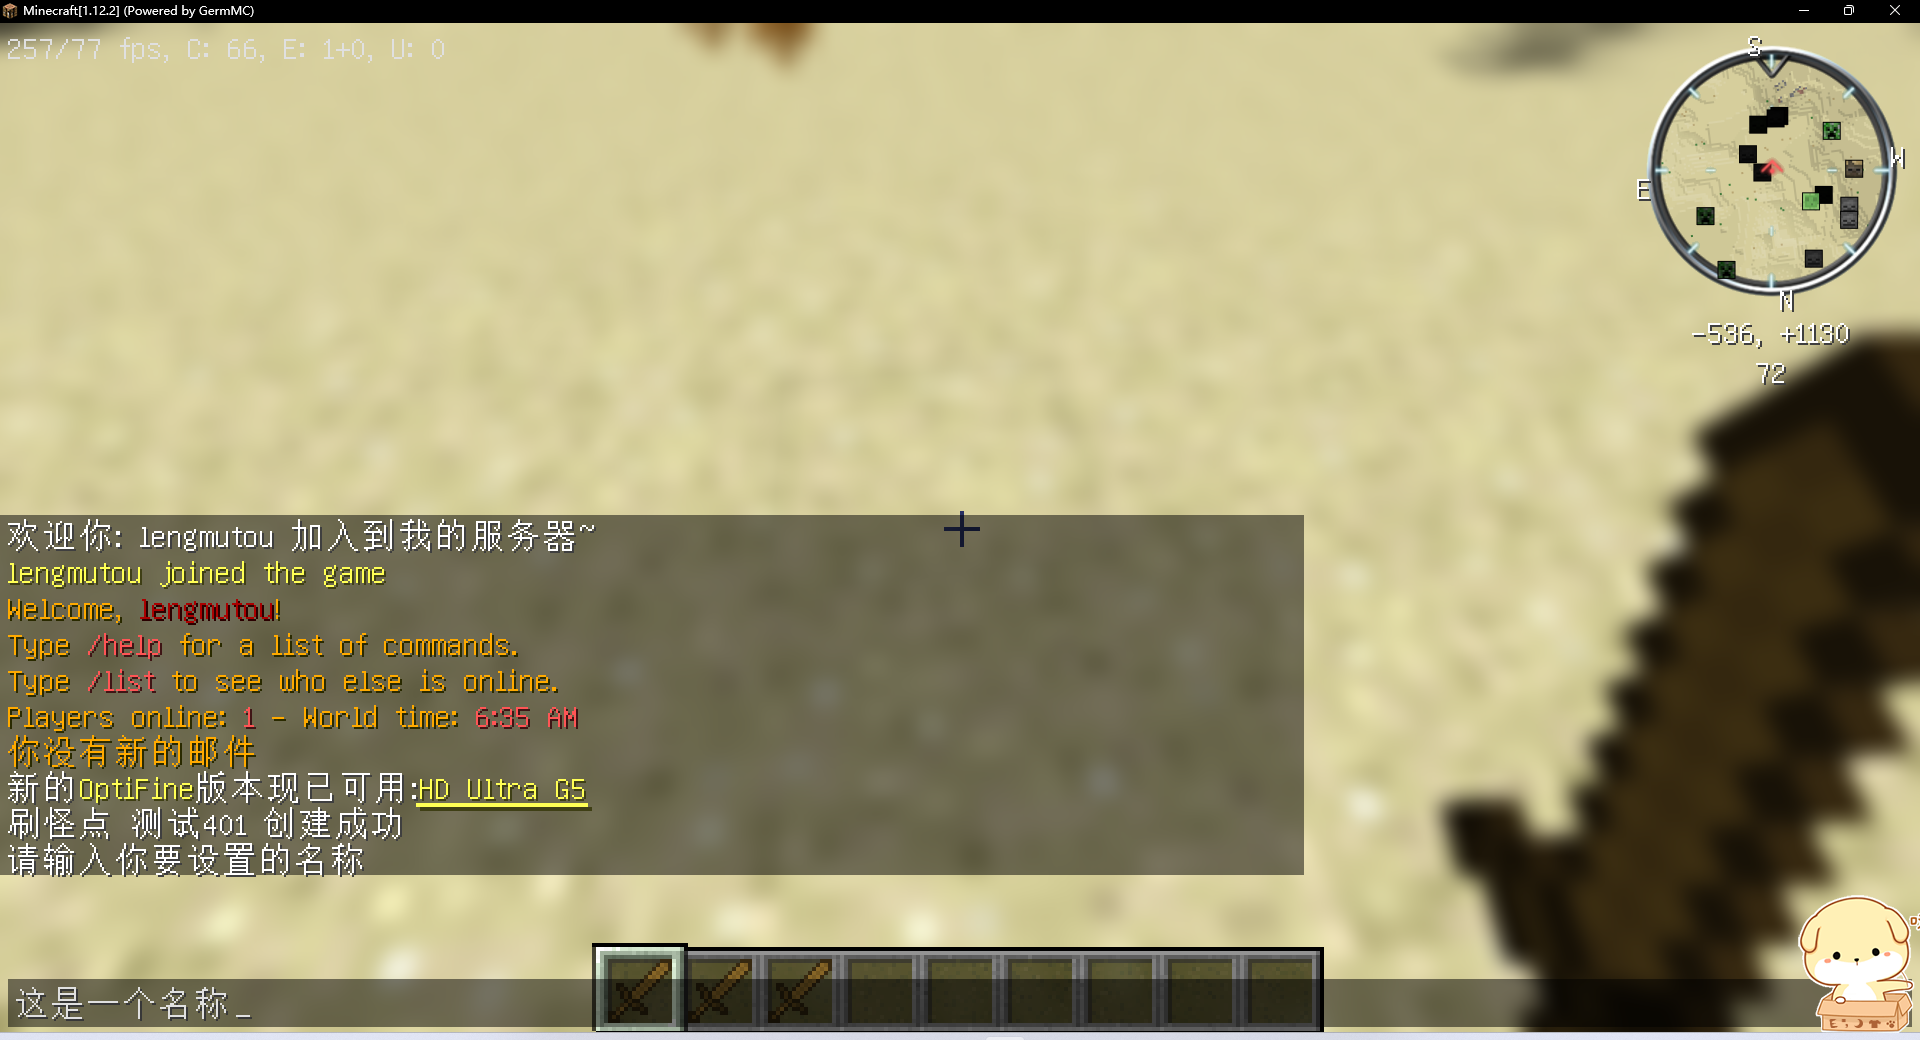 Minecraft[1.12.2] (Powered by GermMC)
257/77 fps, C: 66, E: 1+0, U: 0
S
W
E
N
-536, +1130
72
欢迎你: lengmutou 加入到我的服务器~
lengmutou joined the game
Welcome, lengmutou!
Type /help for a list of commands.
Type /list to see who else is online.
Players online: 1 - World time: 6:35 AM
你没有新的邮件
新的OptiFine版本现已可用:HD Ultra G5
刷怪点 测试401 创建成功
请输入你要设置的名称
这是一个名称_